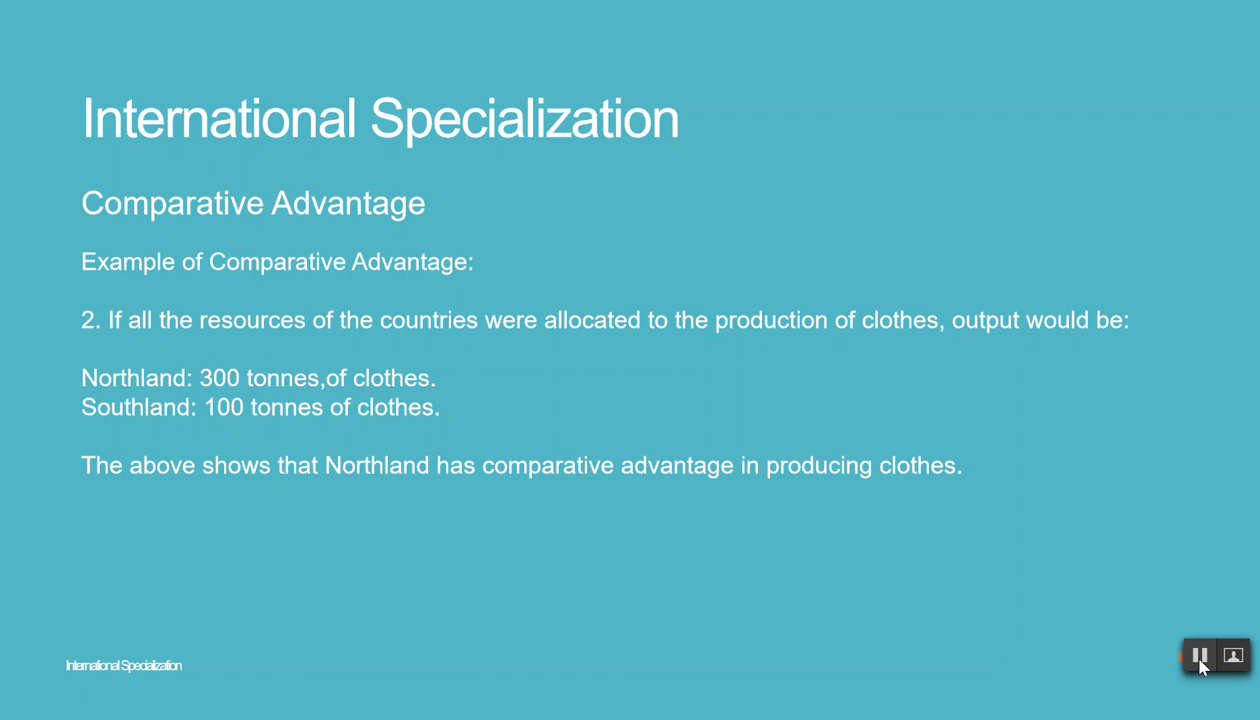 International Specialization
Comparative Advantage
Example of Comparative Advantage:
2. If all the resources of the countries were allocated to the production of clothes, output would be:
Northland: 300 tonnes,of clothes.
Southland: 100 tonnes of clothes.
The above shows that Northland has comparative advantage in producing clothes.
International Specialization